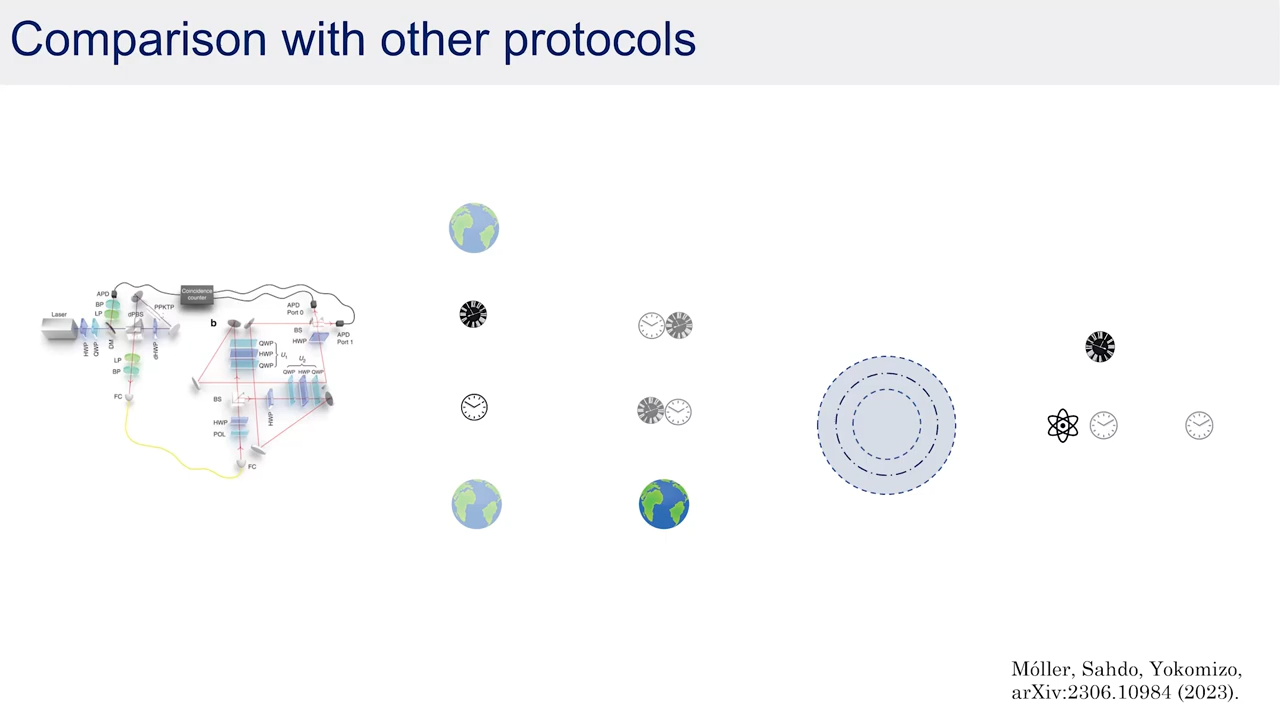 Comparison with other protocols
Coincidence
counter
APD
BP
LP
Laser
dPBS
PPKTP
HWP
QWP
DM
dHWP
LP
BP
FC
b
APD
Port 0
BS
HWP
APD
Port 1
QWP
HWP
QWP
U1
U2
QWP HWP QWP
BS
HWP
HWP
POL
FC
Móller, Sahdo, Yokomizo,
arXiv:2306.10984 (2023).